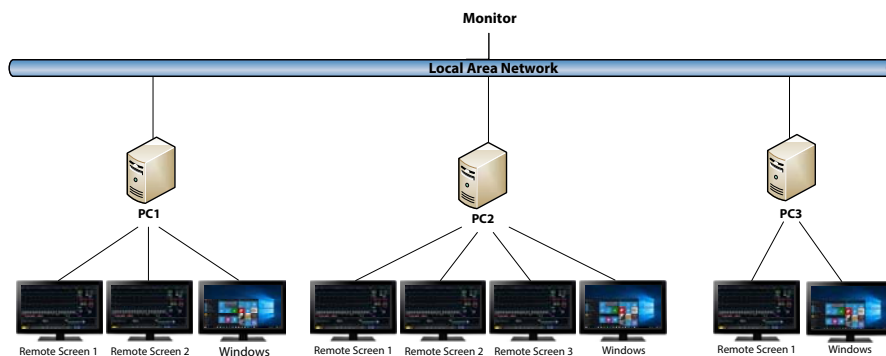 Monitor
Local Area Network
PC1
PC2
PC3
Remote Screen 1
Remote Screen 2
Windows
Remote Screen 1
Remote Screen 2
Remote Screen 3
Windows
Remote Screen 1
Windows